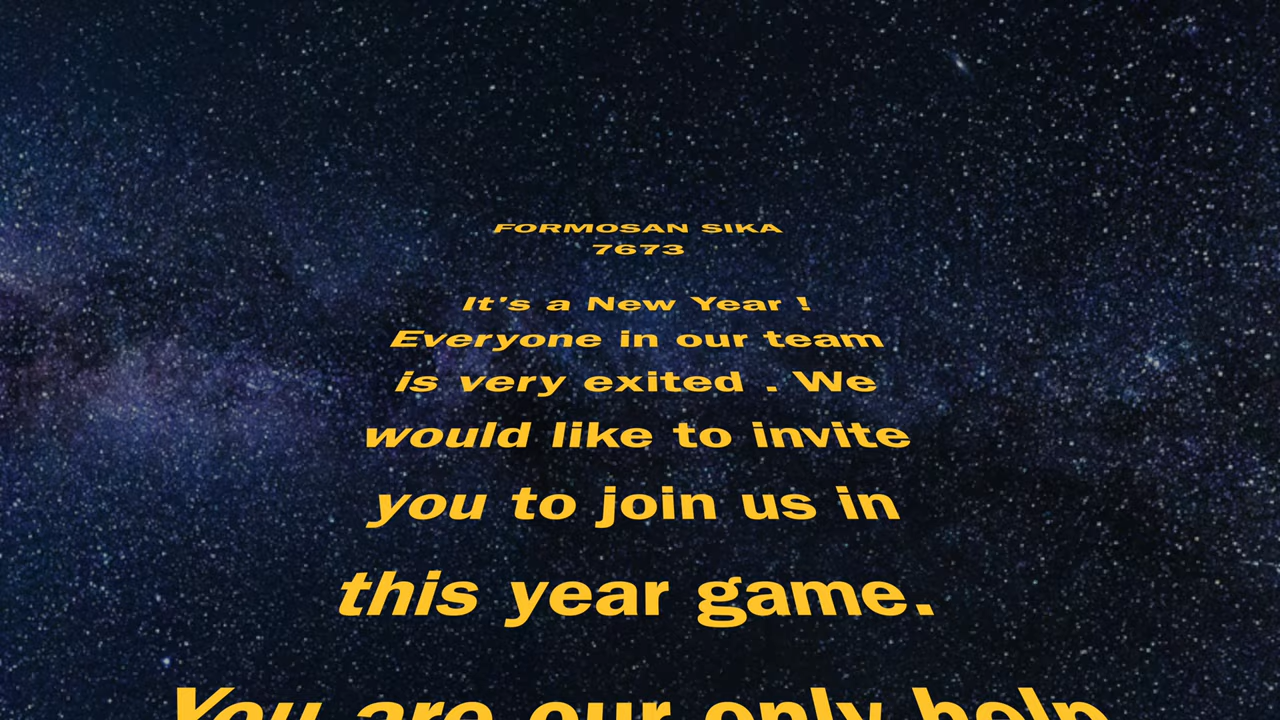 FORMOSAN SIKA
7673
It's a New Year !
Everyone in our team
is very exited . We
would like to invite
you to join us in
this year game.
You are our only help